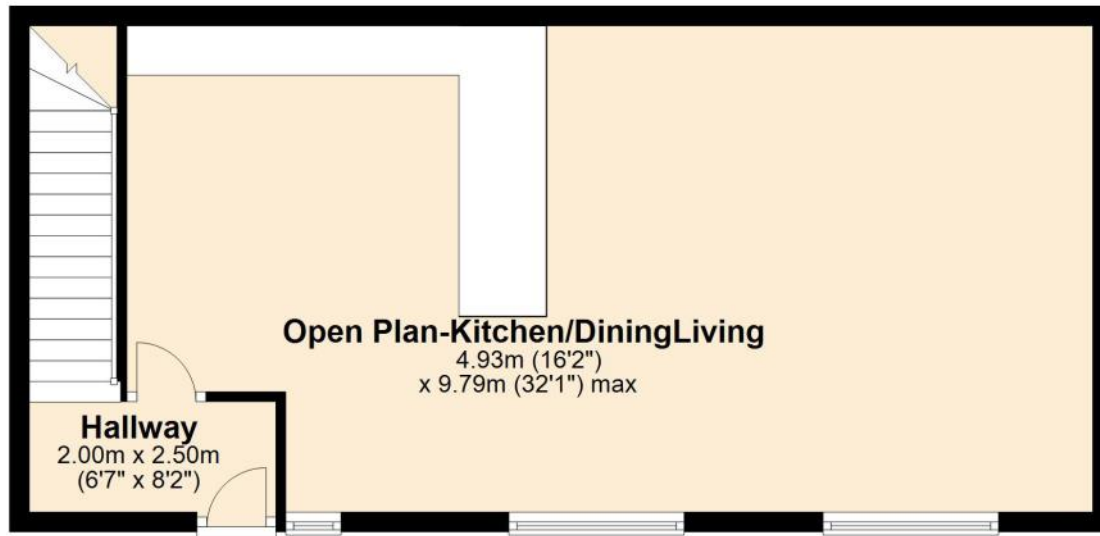 Open Plan-Kitchen/DiningLiving
4.93m (16'2")
x 9.79m (32'1") max
Hallway
2.00m x 2.50m
(6'7" x 8'2")